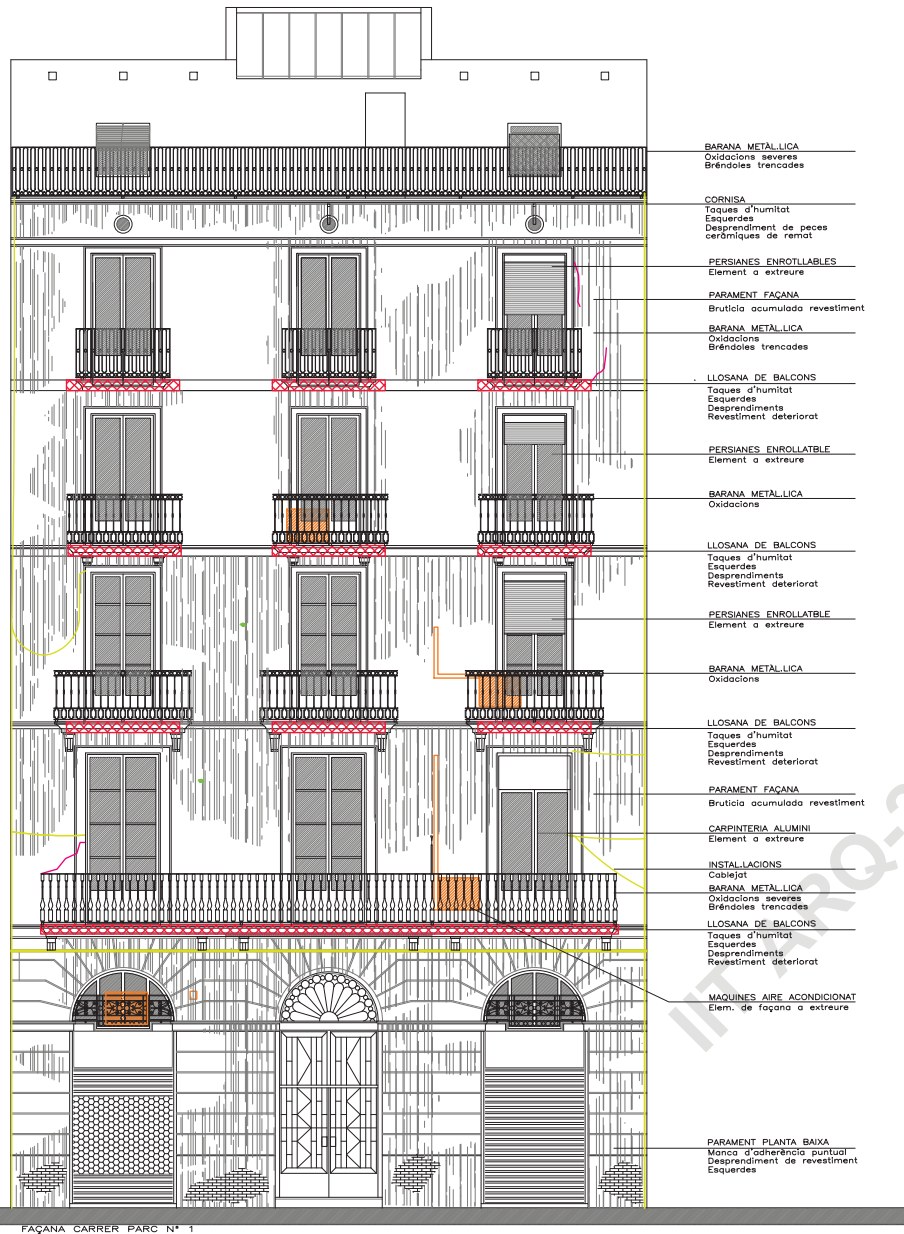 BARANA METÀL.LICA
Oxidacions severes
Brêndoles trencades
CORNISA
Taques d'humitat
Esquerdes
Desprendiment de peces
ceràmiques de remat
PERSIANES ENROTLLABLES
Element a extreure
PARAMENT FAÇANA
Bruticia acumulada revestiment
BARANA METÀL.LICA
Oxidacions
Brêndoles trencades
LLOSANA DE BALCONS
Taques d'humitat
Esquerdes
Desprendiments
Revestiment deteriorat
PERSIANES ENROLLATBLE
Element a extreure
BARANA METÀL.LICA
Oxidacions
LLOSANA DE BALCONS
Taques d'humitat
Esquerdes
Desprendiments
Revestiment deteriorat
PERSIANES ENROLLATBLE
Element a extreure
BARANA METÀL.LICA
Oxidacions
LLOSANA DE BALCONS
Taques d'humitat
Esquerdes
Desprendiments
Revestiment deteriorat
PARAMENT FAÇANA
Bruticia acumulada revestiment
CARPINTERIA ALUMINI
Element a extreure
INSTAL.LACIONS
Cablejat
BARANA METÀL.LICA
Oxidacions severes
Brêndoles trencades
LLOSANA DE BALCONS
Taques d'humitat
Esquerdes
Desprendiments
Revestiment deteriorat
MAQUINES AIRE ACONDICIONAT
Elem. de façana a extreure
PARAMENT PLANTA BAIXA
Manca d'adherència puntual
Desprendiment de revestiment
Esquerdes
IIT ARQ-
FAÇANA CARRER PARC Nº 1